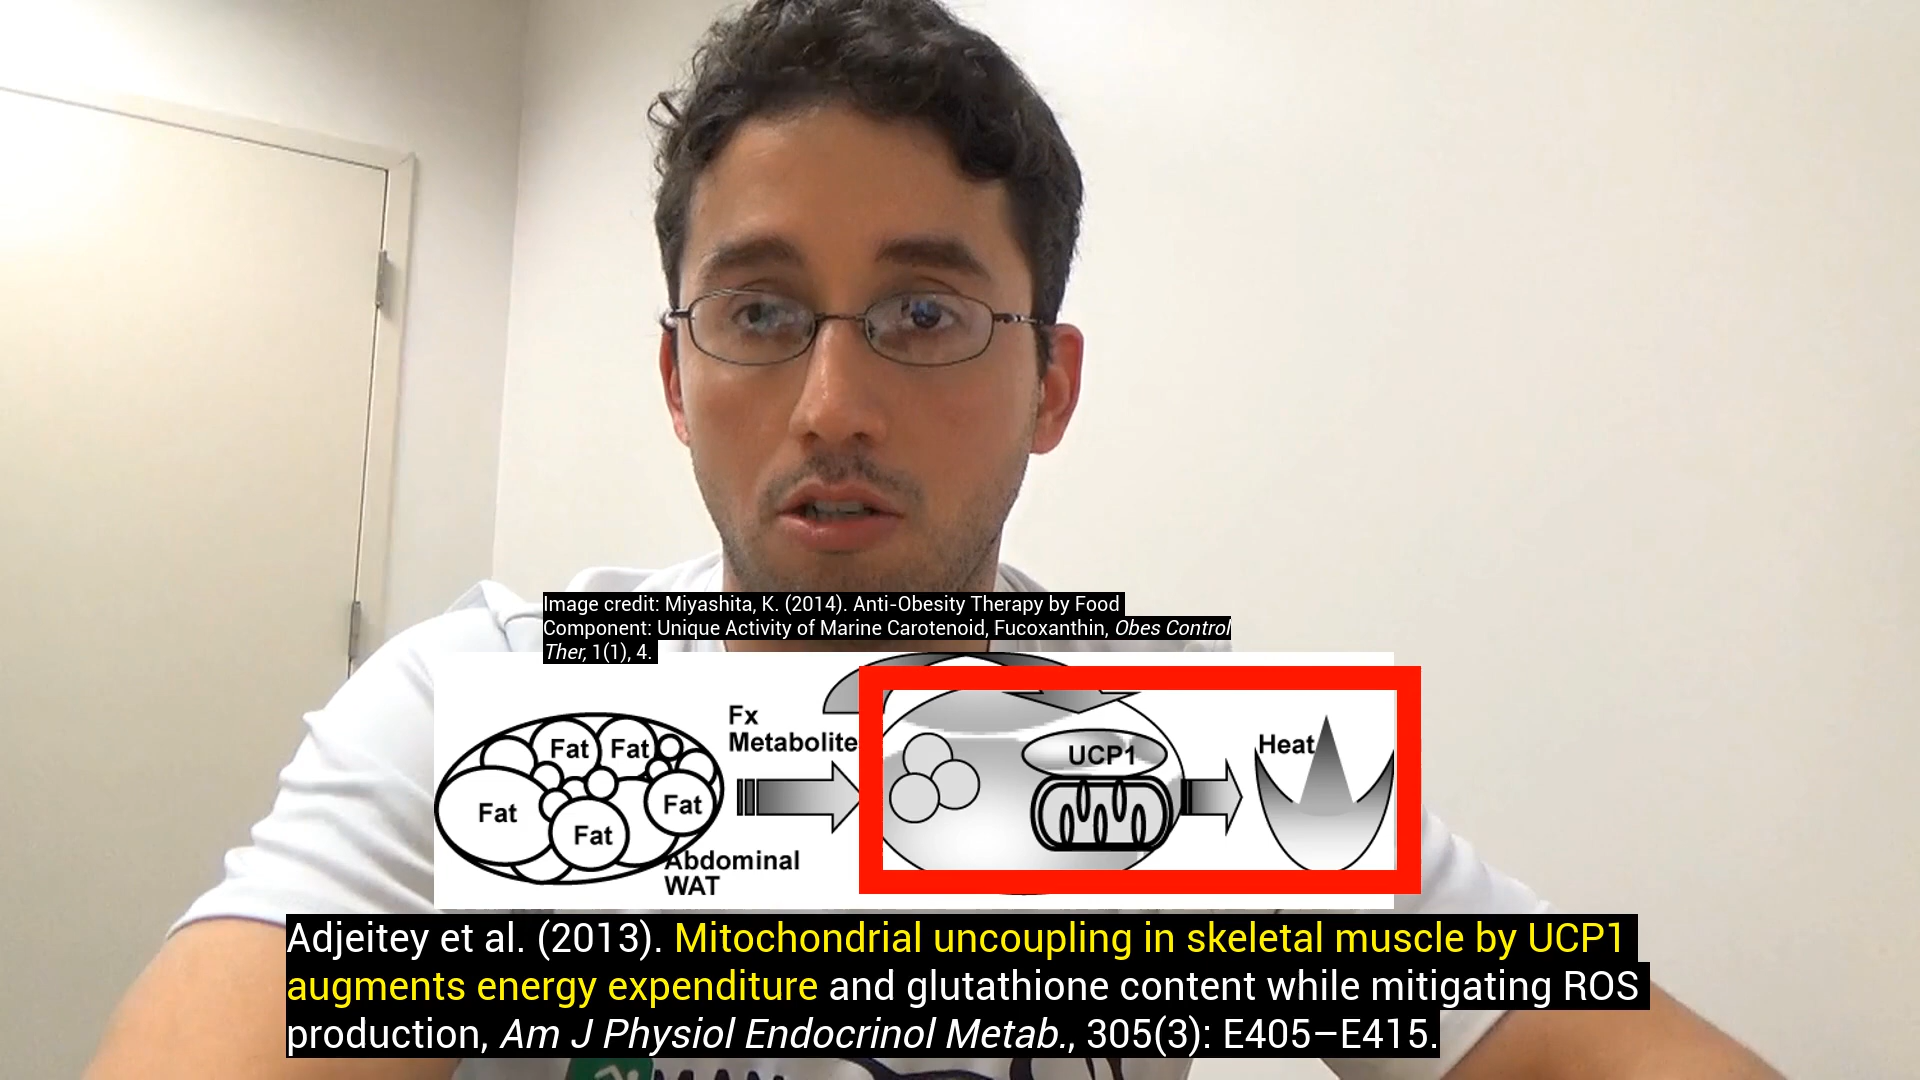 Image credit: Miyashita, K. (2014). Anti-Obesity Therapy by Food
Component: Unique Activity of Marine Carotenoid, Fucoxanthin, Obes Control
Ther, 1(1), 4.
Fx
Metabolite
Fat Fat
Fat
Fat
Fat
Abdominal
WAT
UCP1
Heat
Adjeitey et al. (2013). Mitochondrial uncoupling in skeletal muscle by UCP1
augments energy expenditure and glutathione content while mitigating ROS
production, Am J Physiol Endocrinol Metab., 305(3): E405–E415.